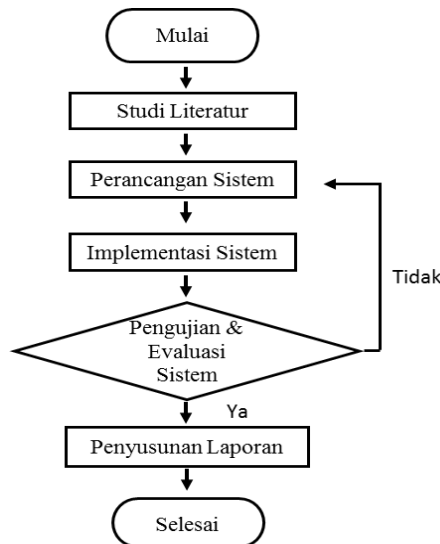 Mulai
Studi Literatur
Perancangan Sistem
Implementasi Sistem
Tidak
Pengujian &
Evaluasi
Sistem
Ya
Penyusunan Laporan
Selesai